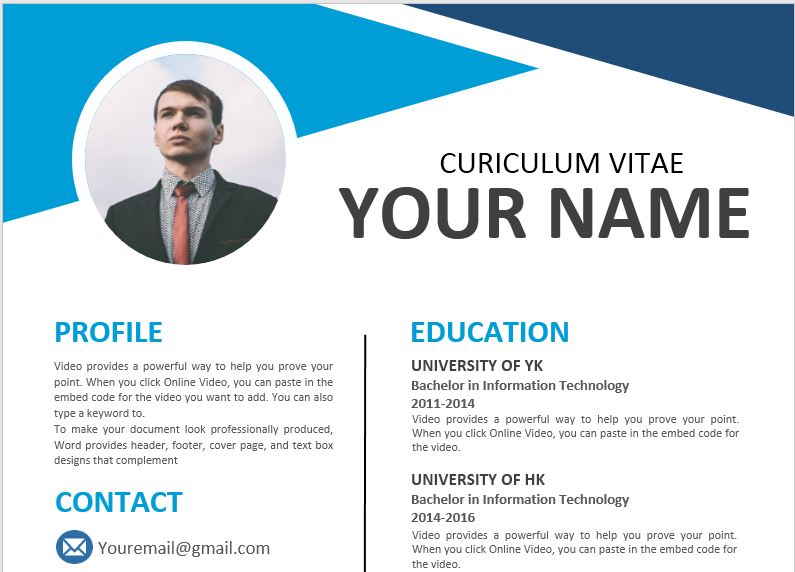 CURICULUM VITAE
YOUR NAME
PROFILE
Video provides a powerful way to help you prove your
point. When you click Online Video, you can paste in the
embed code for the video you want to add. You can also
type a keyword to.
To make your document look professionally produced,
Word provides header, footer, cover page, and text box
designs that complement
CONTACT
Youremail@gmail.com
EDUCATION
UNIVERSITY OF YK
Bachelor in Information Technology
2011-2014
Video provides a powerful way to help you prove your point.
When you click Online Video, you can paste in the embed code for
the video.
UNIVERSITY OF HK
Bachelor in Information Technology
2014-2016
Video provides a powerful way to help you prove your point.
When you click Online Video, you can paste in the embed code for
the video.